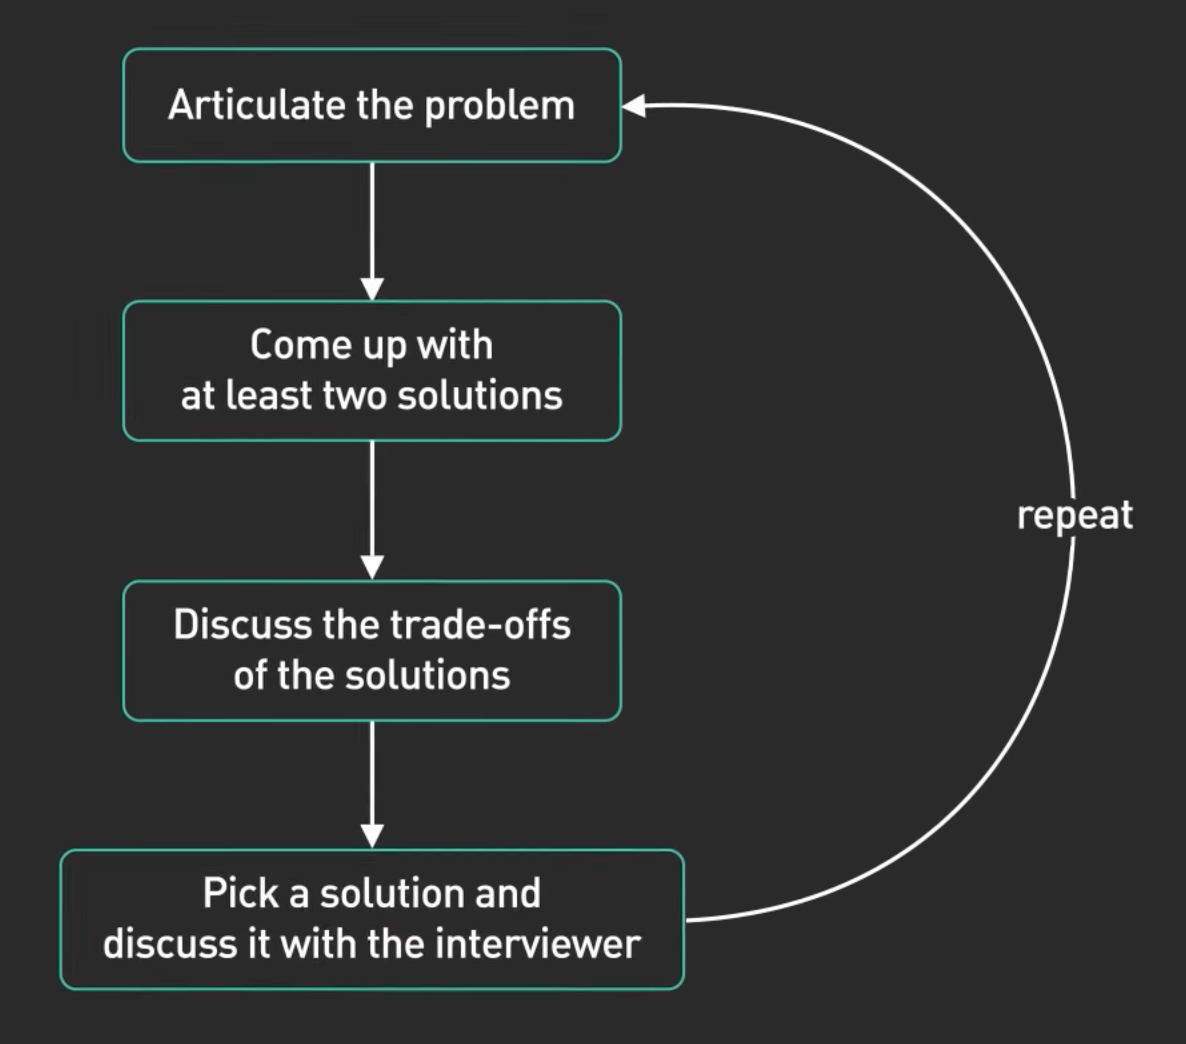 Articulate the problem
Come up with
at least two solutions
repeat
Discuss the trade-offs
of the solutions
Pick a solution and
discuss it with the interviewer